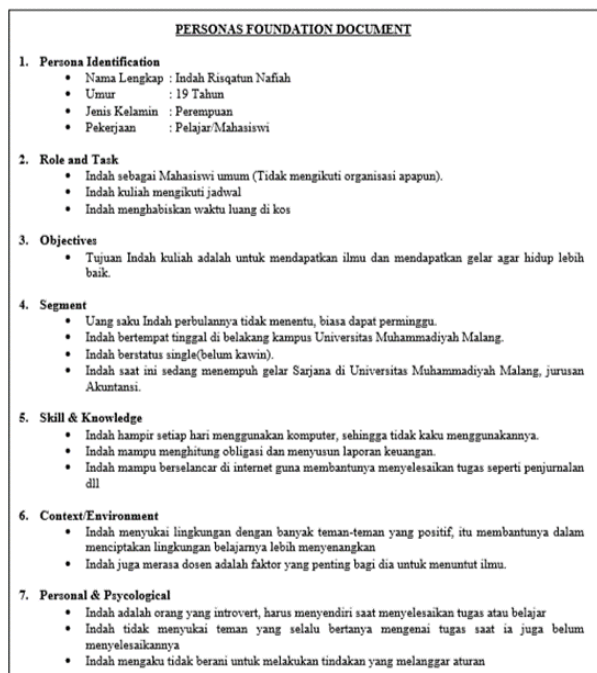 PERSONAS FOUNDATION DOCUMENT
1. Persona Identification
• Nama Lengkap : Indah Risqatun Nafiah
• Umur : 19 Tahun
• Jenis Kelamin : Perempuan
• Pekerjaan : Pelajar/Mahasiswi
2. Role and Task
• Indah sebagai Mahasiswi umum (Tidak mengikuti organisasi apapun).
• Indah kuliah mengikuti jadwal
• Indah menghabiskan waktu luang di kos
3. Objectives
• Tujuan Indah kuliah adalah untuk mendapatkan ilmu dan mendapatkan gelar agar hidup lebih
baik.
4. Segment
• Uang saku Indah perbulannya tidak menentu, biasa dapat perminggu.
• Indah bertempat tinggal di belakang kampus Universitas Muhammadiyah Malang.
• Indah berstatus single(belum kawin).
• Indah saat ini sedang menempuh gelar Sarjana di Universitas Muhammadiyah Malang, jurusan
Akuntansi.
5. Skill & Knowledge
• Indah hampir setiap hari menggunakan komputer, sehingga tidak kaku menggunakannya.
• Indah mampu menghitung obligasi dan menyusun laporan keuangan.
• Indah mampu berselancar di internet guna membantunya menyelesaikan tugas seperti penjurnalan
dll
6. Context/Environment
• Indah menyukai lingkungan dengan banyak teman-teman yang positif, itu membantunya dalam
menciptakan lingkungan belajarnya lebih menyenangkan
• Indah juga merasa dosen adalah faktor yang penting bagi dia untuk menuntut ilmu.
7. Personal & Psycological
• Indah adalah orang yang introvert, harus menyendiri saat menyelesaikan tugas atau belajar
• Indah tidak menyukai teman yang selalu bertanya mengenai tugas saat ia juga belum
menyelesaikannya
• Indah mengaku tidak berani untuk melakukan tindakan yang melanggar aturan